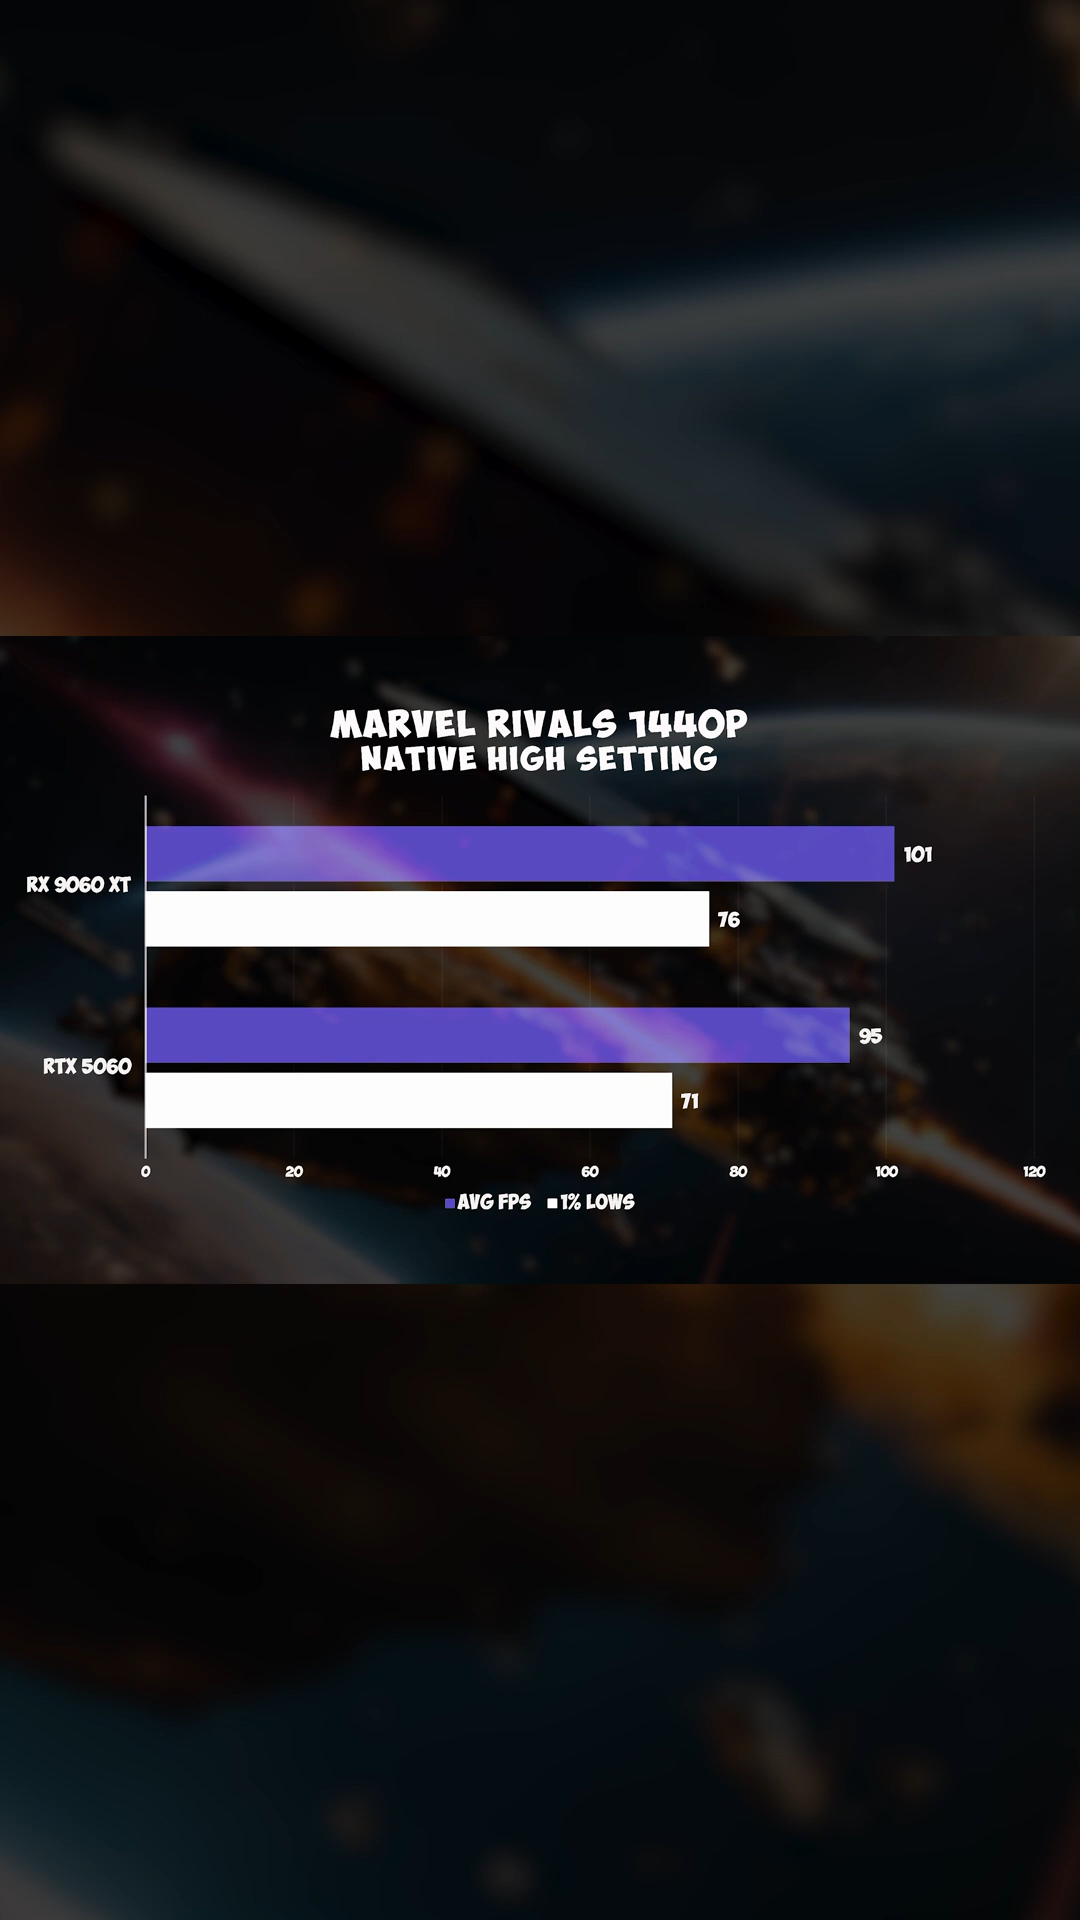 MARVEL RIVALS 1440P
NATIVE HIGH SETTING
RX 9060 XT
101
76
RTX 5060
95
71
0 20 40 60 80 100 120
AVG FPS 1% LOWS